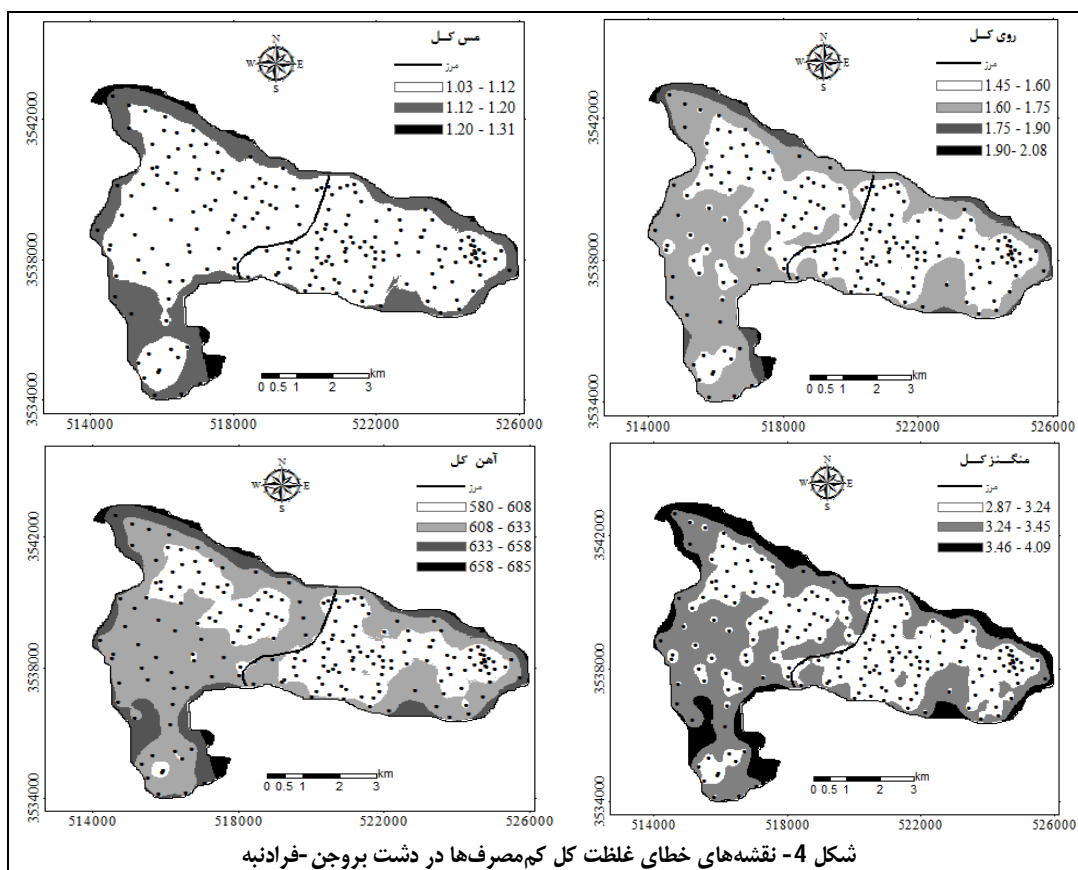 مس کـل
N
W E
S
مرز
1.03 - 1.12
1.12 - 1.20
1.20 - 1.31
3542000
3538000
3534000
km
0 0.5 1 2 3
514000 518000 522000 526000
روی کـل
N
W E
S
مرز
1.45 - 1.60
1.60 - 1.75
1.75 - 1.90
1.90- 2.08
3542000
3538000
3534000
km
0 0.5 1 2 3
514000 518000 522000 526000
آهن کل
N
W E
S
مرز
580 - 608
608 - 633
633 - 658
658 - 685
3542000
3538000
3534000
km
0 0.5 1 2 3
514000 518000 522000 526000
منگـنـز کـل
N
W E
S
مرز
2.87 - 3.24
3.24 - 3.45
3.46 - 4.09
3542000
3538000
3534000
km
0 0.5 1 2 3
514000 518000 522000 526000
شکل 4- نقشه‌های خطای غلظت کل کم‌مصرف‌ها در دشت بروجن-فرادنبه